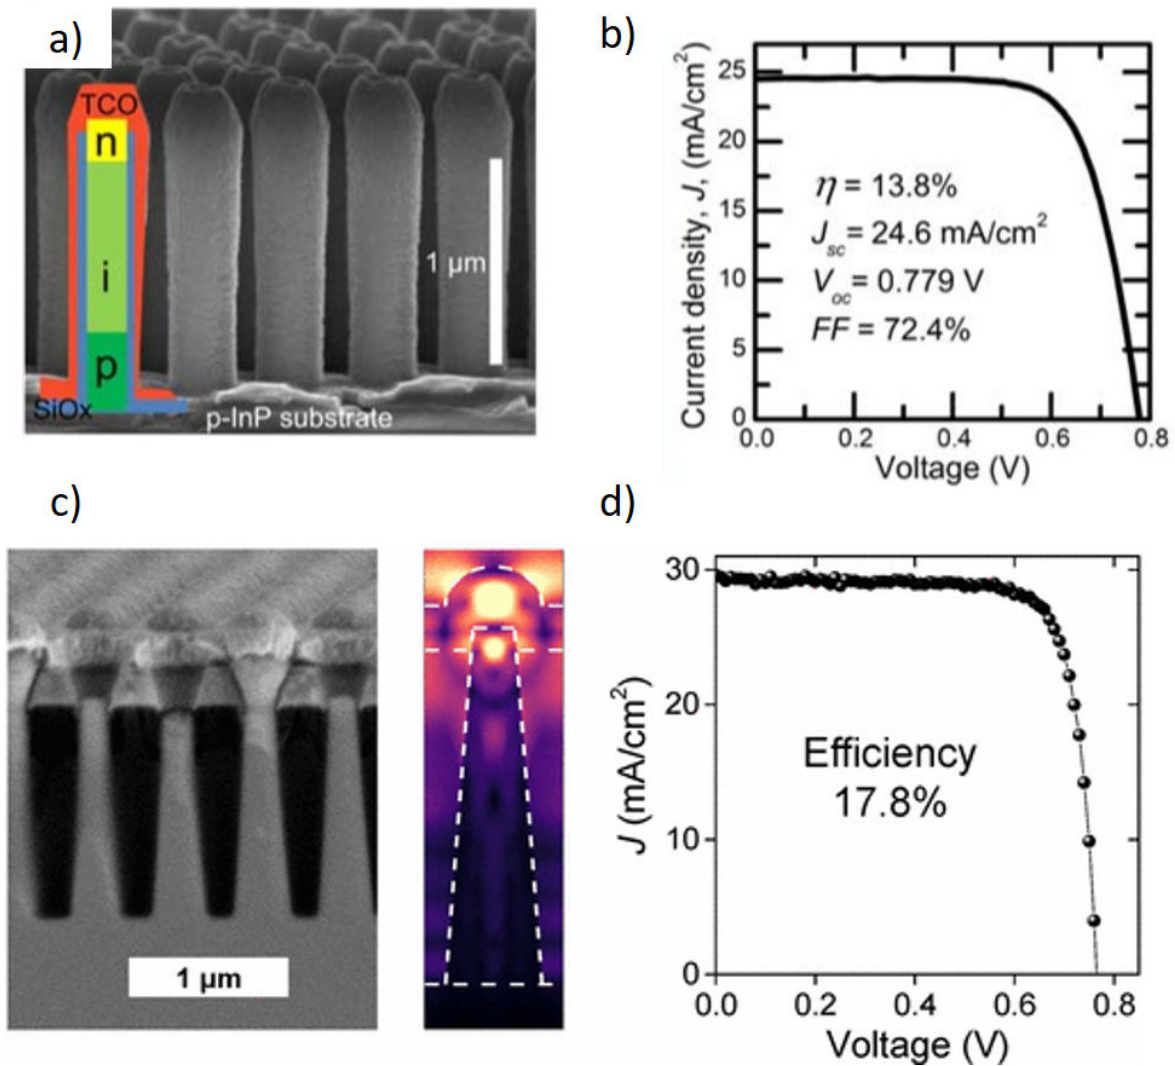 a)
TCO
n
i
p
SiOx
1 μm
p-InP substrate
b)
Current density, J, (mA/cm²)
25
20
15
10
5
0
η = 13.8%
Jsc= 24.6 mA/cm²
Voc= 0.779 V
FF = 72.4%
0.0 0.2 0.4 0.6 0.8
Voltage (V)
c)
1 μm
d)
J (mA/cm²)
30
20
10
0
Efficiency
17.8%
0.0 0.2 0.4 0.6 0.8
Voltage (V)